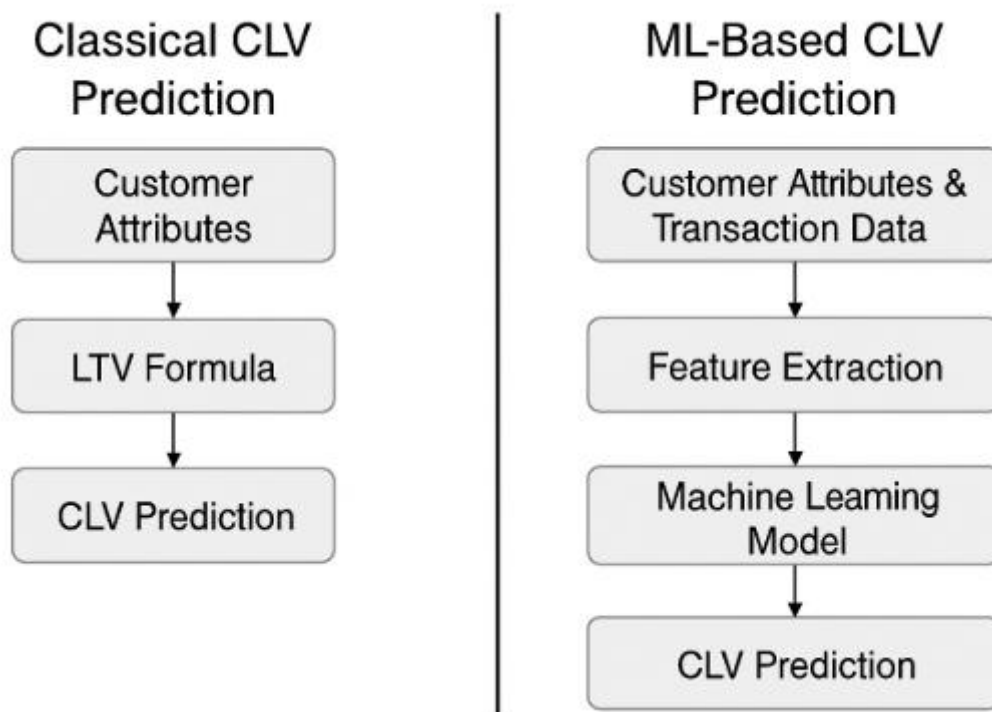 Classical CLV
Prediction
Customer
Attributes
LTV Formula
CLV Prediction
ML-Based CLV
Prediction
Customer Attributes &
Transaction Data
Feature Extraction
Machine Leaming
Model
CLV Prediction